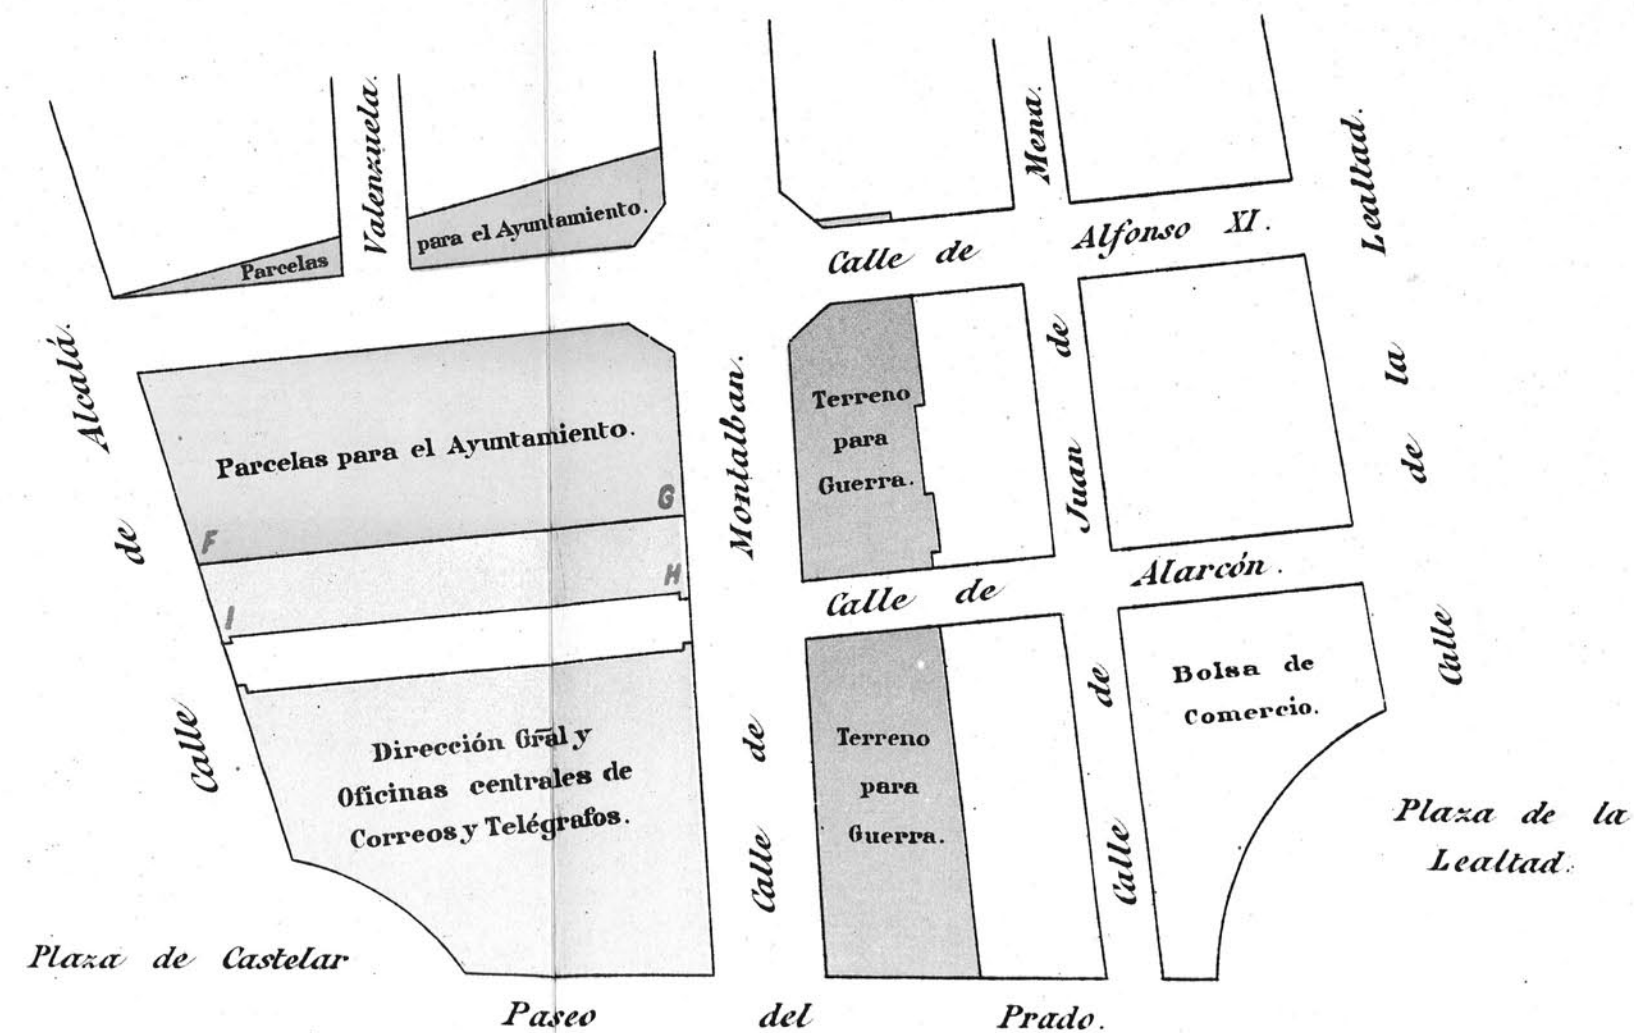 Valenzuela.
Mena.
Lealtad.
para el Ayuntamiento.
Parcelas
Calle de Alfonso XI.
Alcalá.
de
Calle
Parcelas para el Ayuntamiento.
F
G
H
I
Montalban.
de
Calle
Terreno
para
Guerra.
de
Juan
de
Calle
la
de
Calle
Calle de Alarcón.
Dirección Gral y
Oficinas centrales de
Correos y Telégrafos.
Terreno
para
Guerra.
Bolsa de
Comercio.
Plaza de la
Lealtad.
Plaza de Castelar
Paseo del Prado.